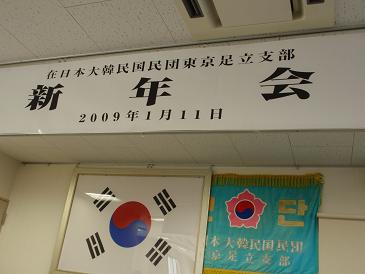 在日本大韓民国民団東京足立支部
新年会
2009年1月11日
단
日本大韓民国民団
京足立支部